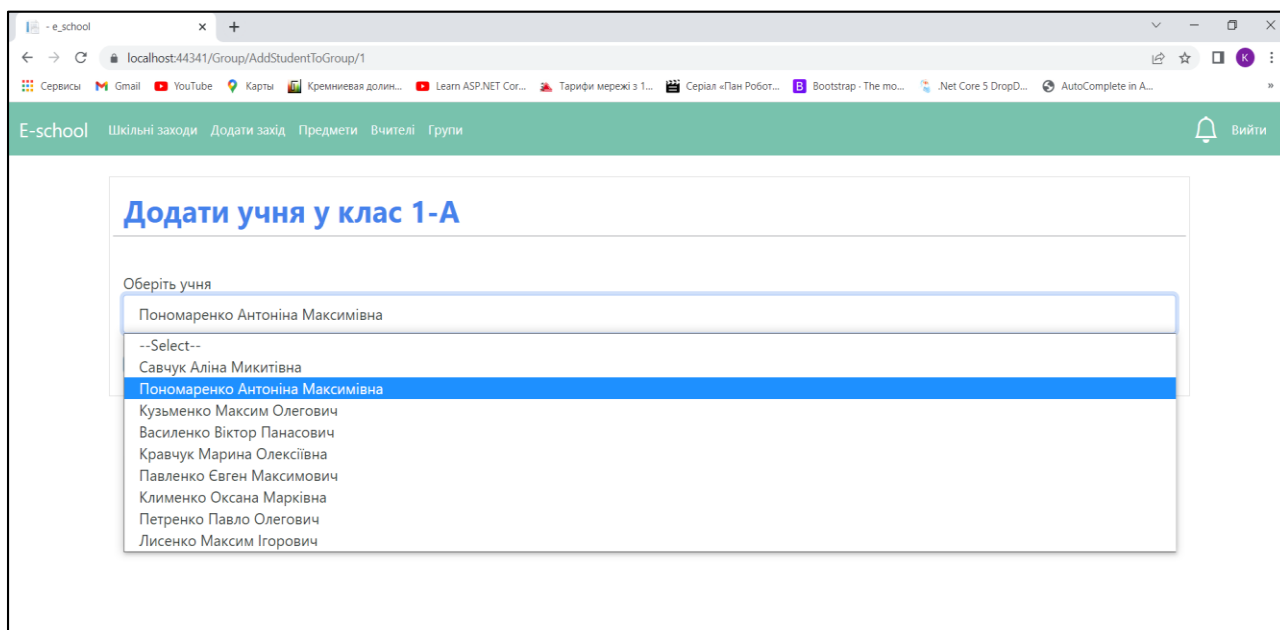 - e_school
localhost:44341/Group/AddStudentToGroup/1
К
Сервисы Gmail YouTube Карты Кремниевая долин... Learn ASP.NET Cor... Тарифи мережі з 1... Серіал «Пан Робот... Bootstrap · The mo... .Net Core 5 DropD... AutoComplete in A... »
E-school Шкільні заходи Додати захід Предмети Вчителі Групи Вийти
Додати учня у клас 1-А
Оберіть учня
Пономаренко Антоніна Максимівна
--Select--
Савчук Аліна Микитівна
Пономаренко Антоніна Максимівна
Кузьменко Максим Олегович
Василенко Віктор Панасович
Кравчук Марина Олексіївна
Павленко Євген Максимович
Клименко Оксана Марківна
Петренко Павло Олегович
Лисенко Максим Ігорович